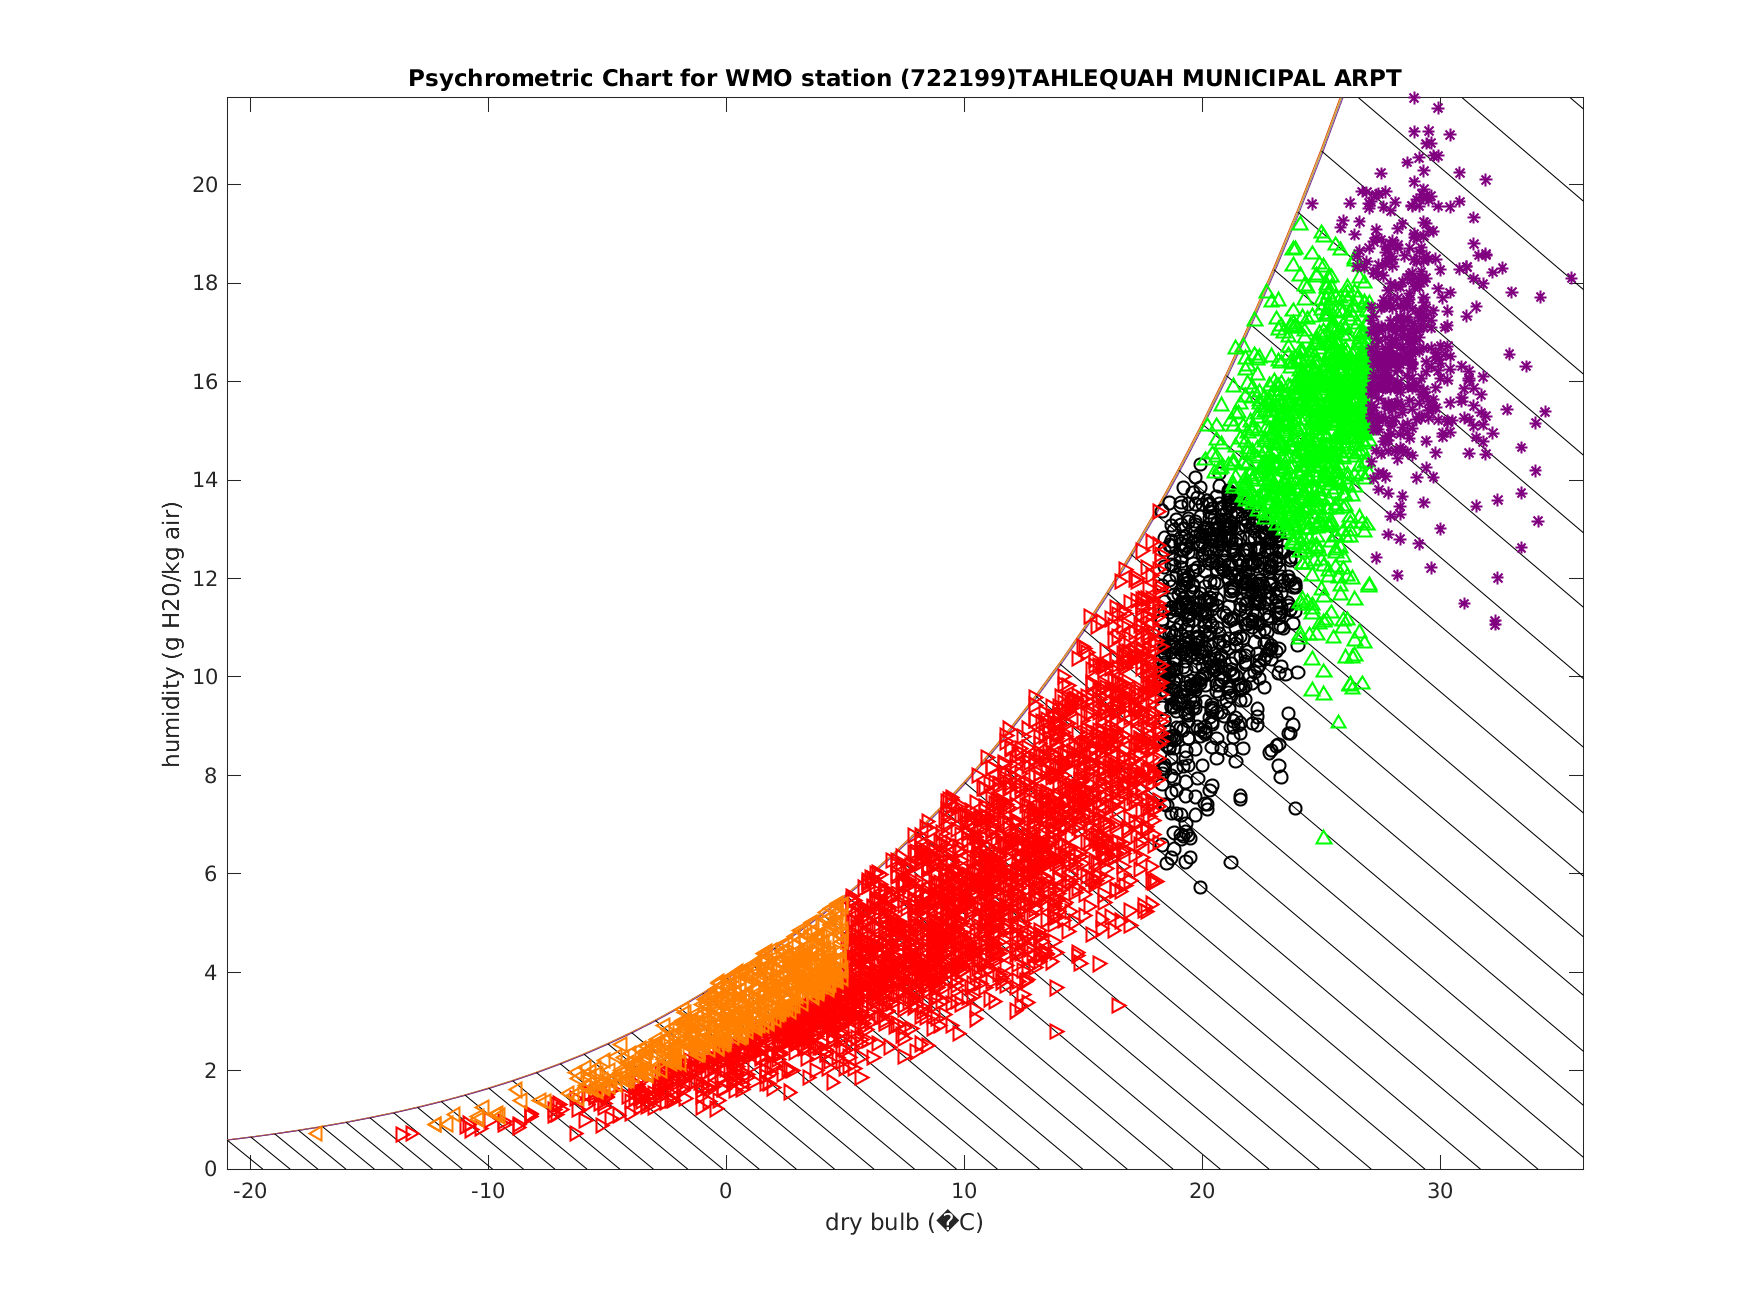 Psychrometric Chart for WMO station (722199)TAHLEQUAH MUNICIPAL ARPT
humidity (g H20/kg air)
20
18
16
14
12
10
8
6
4
2
0
-20 -10 0 10 20 30
dry bulb (�C)